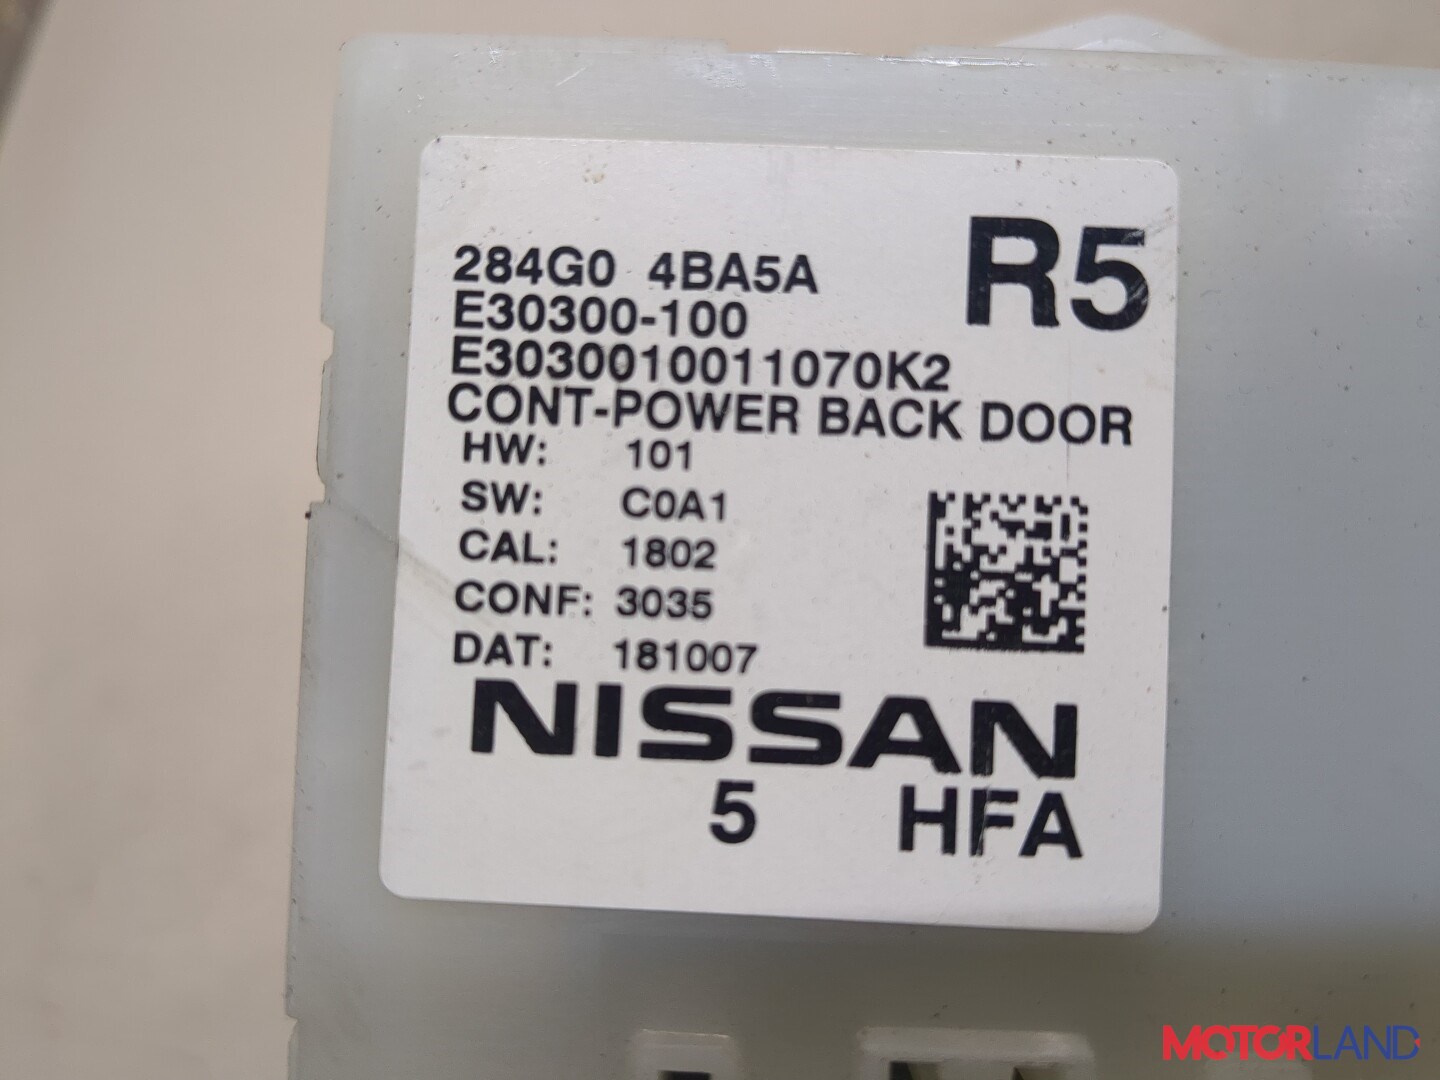 284G0 4BA5A
R5
E30300-100
E3030010011070K2
CONT-POWER BACK DOOR
HW: 101
SW: C0A1
CAL: 1802
CONF: 3035
DAT: 181007
NISSAN
5 HFA
MOTORLAND